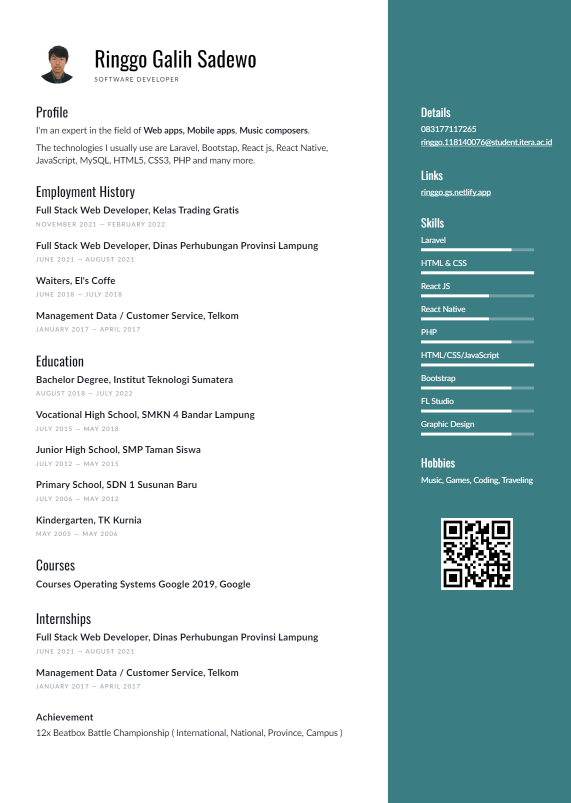 Ringgo Galih Sadewo
SOFTWARE DEVELOPER
Profile
I'm an expert in the field of Web apps, Mobile apps, Music composers.
The technologies I usually use are Laravel, Bootstap, React js, React Native,
JavaScript, MySQL, HTML5, CSS3, PHP and many more.
Employment History
Full Stack Web Developer, Kelas Trading Gratis
NOVEMBER 2021 — FEBRUARY 2022
Full Stack Web Developer, Dinas Perhubungan Provinsi Lampung
JUNE 2021 — AUGUST 2021
Waiters, El's Coffe
JUNE 2018 — JULY 2018
Management Data / Customer Service, Telkom
JANUARY 2017 — APRIL 2017
Education
Bachelor Degree, Institut Teknologi Sumatera
AUGUST 2018 — JULY 2022
Vocational High School, SMKN 4 Bandar Lampung
JULY 2015 — MAY 2018
Junior High School, SMP Taman Siswa
JULY 2012 — MAY 2015
Primary School, SDN 1 Susunan Baru
JULY 2006 — MAY 2012
Kindergarten, TK Kurnia
MAY 2005 — MAY 2006
Courses
Courses Operating Systems Google 2019, Google
Internships
Full Stack Web Developer, Dinas Perhubungan Provinsi Lampung
JUNE 2021 — AUGUST 2021
Management Data / Customer Service, Telkom
JANUARY 2017 — APRIL 2017
Achievement
12x Beatbox Battle Championship ( International, National, Province, Campus )
Details
083177117265
ringgo.118140076@student.itera.ac.id
Links
ringgo.gs.netlify.app
Skills
Laravel
HTML & CSS
React JS
React Native
PHP
HTML/CSS/JavaScript
Bootstrap
FL Studio
Graphic Design
Hobbies
Music, Games, Coding, Traveling